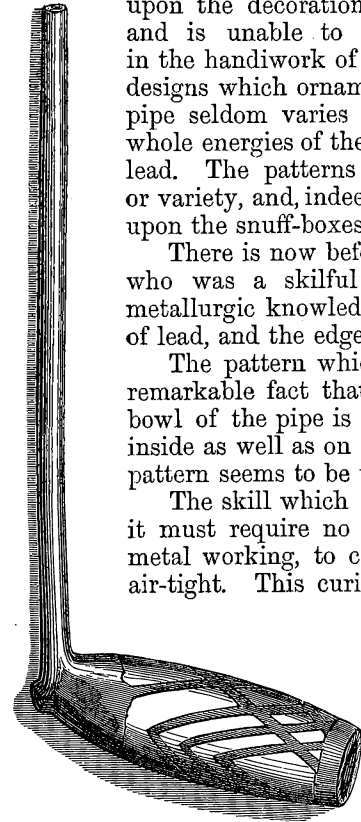 upon the decoration
and is unable to
in the handiwork of
designs which ornam
pipe seldom varies
whole energies of the
lead. The patterns
or variety, and, indee
upon the snuff-boxes
There is now bef
who was a skilful
metallurgic knowled
of lead, and the edge
The pattern whi
remarkable fact that
bowl of the pipe is
inside as well as on
pattern seems to be
The skill which
it must require no
metal working, to c
air-tight. This curi